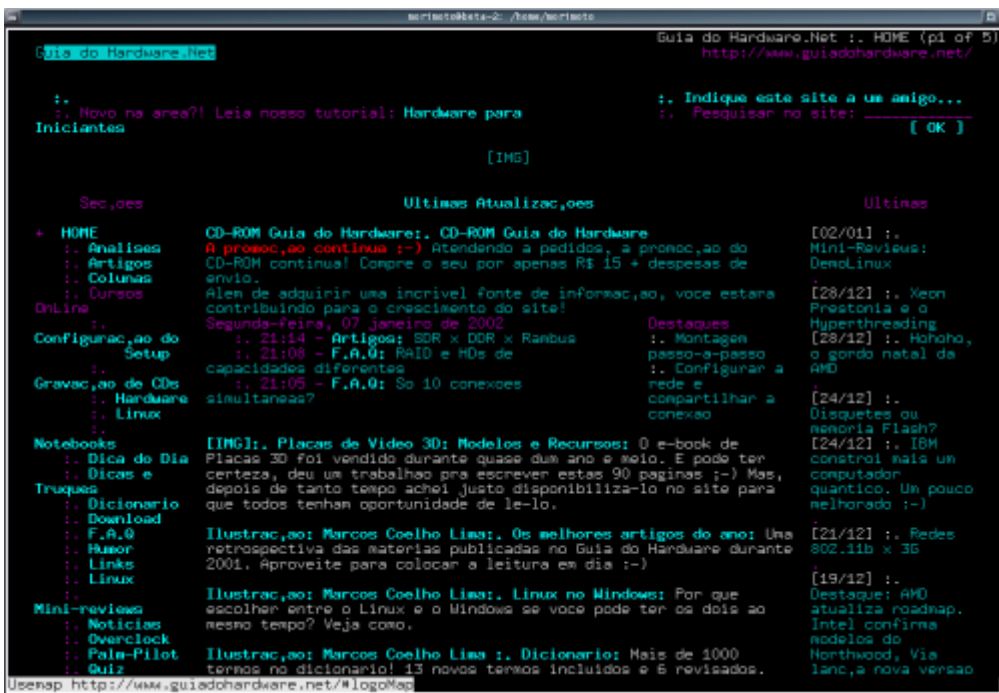 morimoto@beta-2: /home/morimoto
Guia do Hardware.Net :. HOME (p1 of 5)
Guia do Hardware.Net
http://www.guiadohardware.net/
:.
:. Indique este site a um amigo...
:. Novo na area?! Leia nosso tutorial: Hardware para
Iniciantes
:. Pesquisar no site: ____________
[ OK ]
[IMG]
Sec,oes
+ HOME
:. Analises
:. Artigos
:. Colunas
:. Cursos
OnLine
:.
Configurac,ao do
Setup
:.
Gravac,ao de CDs
:. Hardware
:. Linux
:.
Notebooks
:. Dica do Dia
:. Dicas e
Truques
:. Dicionario
:. Download
:. F.A.Q
:. Humor
:. Links
:. Linux
:.
Mini-reviews
:. Noticias
:. Overclock
:. Palm-Pilot
:. Quiz
Ultimas Atualizac,oes
CD-ROM Guia do Hardware:. CD-ROM Guia do Hardware
A promoc,ao continua :-) Atendendo a pedidos, a promoc,ao do
CD-ROM continua! Compre o seu por apenas R$ 15 + despesas de
envio.
Alem de adquirir uma incrivel fonte de informac,ao, voce estara
contribuindo para o crescimento do site!
Segunda-feira, 07 janeiro de 2002
:. 21:14 - Artigos: SDR x DDR x Rambus
:. 21:08 - F.A.Q: RAID e HDs de
capacidades diferentes
:. 21:05 - F.A.Q: So 10 conexoes
simultaneas?
Destaques
:. Montagem
passo-a-passo
:. Configurar a
rede e
compartilhar a
conexao
[IMG]:. Placas de Video 3D: Modelos e Recursos: O e-book de
Placas 3D foi vendido durante quase dum ano e meio. E pode ter
certeza, deu um trabalhao pra escrever estas 90 paginas ;-) Mas,
depois de tanto tempo achei justo disponibiliza-lo no site para
que todos tenham oportunidade de le-lo.
Ilustrac,ao: Marcos Coelho Lima:. Os melhores artigos do ano: Uma
retrospectiva das materias publicadas no Guia do Hardware durante
2001. Aproveite para colocar a leitura em dia :-)
Ilustrac,ao: Marcos Coelho Lima:. Linux no Windows: Por que
escolher entre o Linux e o Windows se voce pode ter os dois ao
mesmo tempo? Veja como.
Ilustrac,ao: Marcos Coelho Lima :. Dicionario: Mais de 1000
termos no dicionario! 13 novos termos incluidos e 6 revisados.
Ultimas
[02/01] :.
Mini-Reviews:
DemoLinux
.
[28/12] :. Xeon
Prestonia e o
Hyperthreading
[28/12] :. Hohoho,
o gordo natal da
AMD
.
[24/12] :.
Disquetes ou
memoria Flash?
[24/12] :. IBM
constroi mais um
computador
quantico. Um pouco
melhorado :-)
.
[21/12] :. Redes
802.11b x 3G
.
[19/12] :.
Destaque: AMD
atualiza roadmap.
Intel confirma
modelos do
Northwood, Via
lanc,a nova versao
Usemap http://www.guiadohardware.net/#logoMap